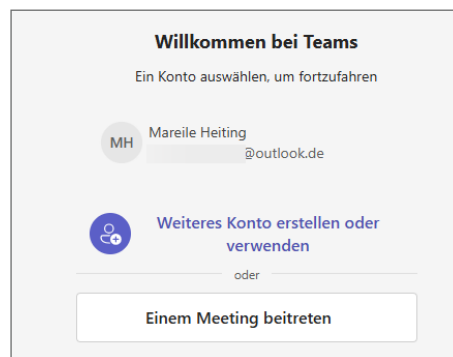 Willkommen bei Teams
Ein Konto auswählen, um fortzufahren
MH
Mareile Heiting
@outlook.de
Weiteres Konto erstellen oder
verwenden
oder
Einem Meeting beitreten